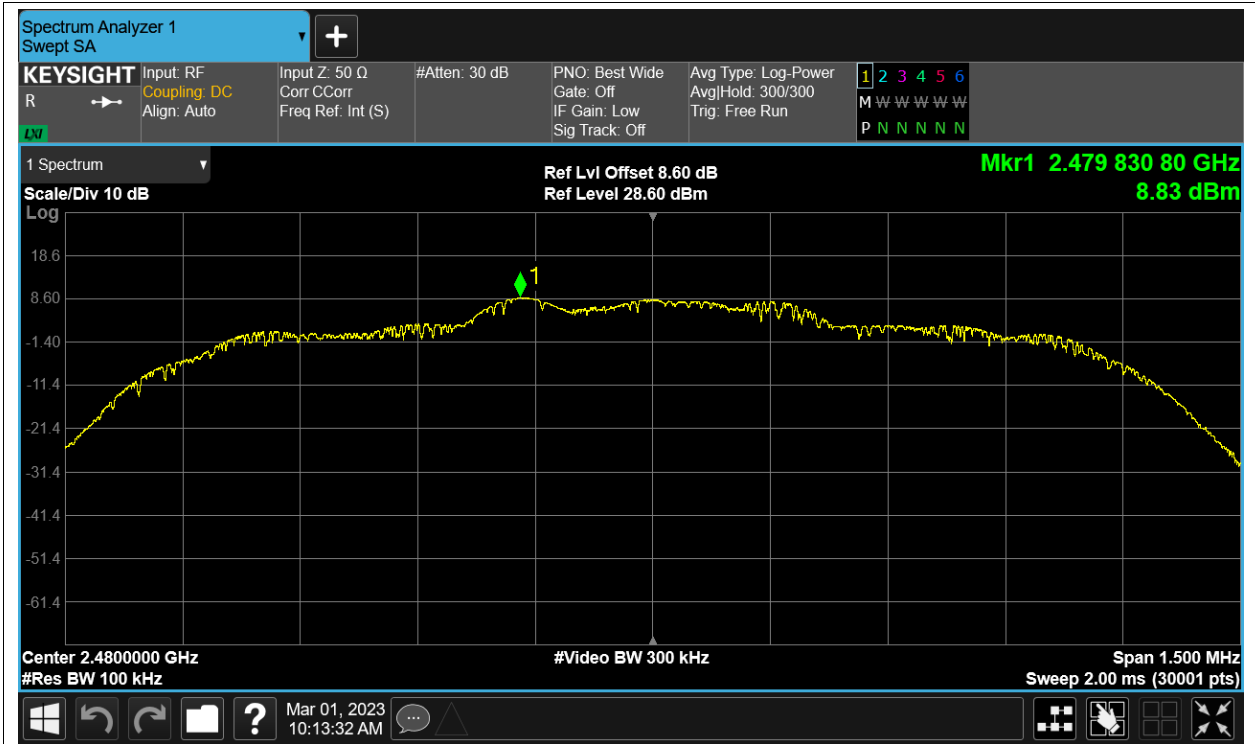 Spectrum Analyzer 1
Swept SA
KEYSIGHT
R
LXI
Input: RF
Coupling: DC
Align: Auto
Input Z: 50 Ω
Corr CCorr
Freq Ref: Int (S)
#Atten: 30 dB
PNO: Best Wide
Gate: Off
IF Gain: Low
Sig Track: Off
Avg Type: Log-Power
Avg|Hold: 300/300
Trig: Free Run
1 2 3 4 5 6
M W W W W W
P N N N N N
1 Spectrum
Scale/Div 10 dB
Log
Ref Lvl Offset 8.60 dB
Ref Level 28.60 dBm
Mkr1 2.479 830 80 GHz
8.83 dBm
18.6
1
8.60
-1.40
-11.4
-21.4
-31.4
-41.4
-51.4
-61.4
Center 2.4800000 GHz
#Res BW 100 kHz
#Video BW 300 kHz
Span 1.500 MHz
Sweep 2.00 ms (30001 pts)
?
Mar 01, 2023
10:13:32 AM